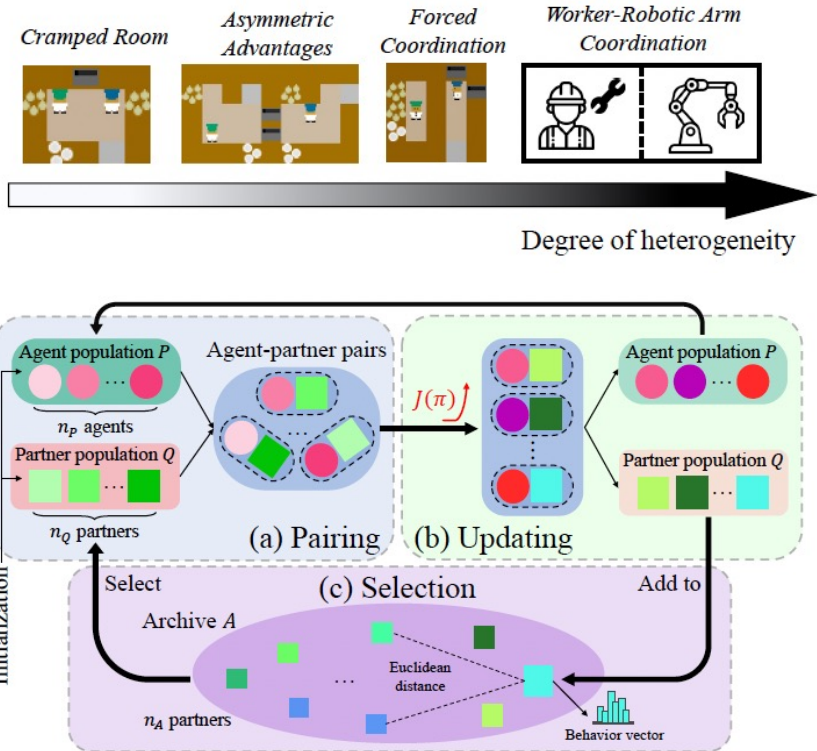 Cramped Room
Asymmetric
Advantages
Forced
Coordination
Worker-Robotic Arm
Coordination
Degree of heterogeneity
Agent population P
n_P agents
Partner population Q
n_Q partners
Agent-partner pairs
(a) Pairing
J(π)
(b) Updating
Agent population P
Partner population Q
Initialization
Select
(c) Selection
Add to
Archive A
Euclidean
distance
n_A partners
Behavior vector